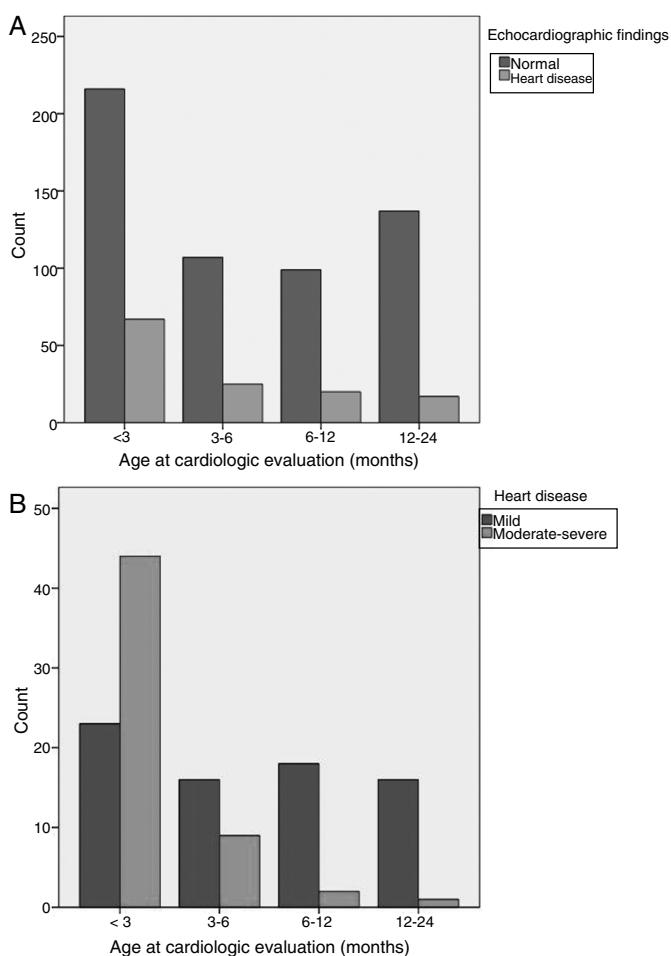 A
Echocardiographic findings
Normal
Heart disease
250
200
150
100
50
0
Count
<3 3-6 6-12 12-24
Age at cardiologic evaluation (months)
B
Heart disease
Mild
Moderate-severe
50
40
30
20
10
0
Count
< 3 3-6 6-12 12-24
Age at cardiologic evaluation (months)